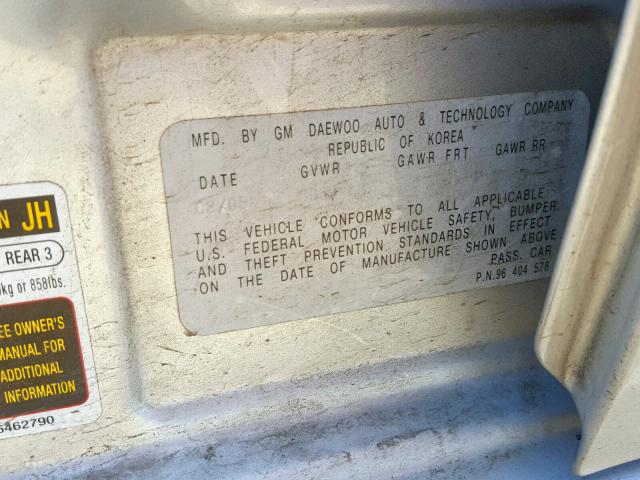 MFD. BY GM DAEWOO AUTO & TECHNOLOGY COMPANY
REPUBLIC OF KOREA
DATE GVWR GAWR FRT GAWR RR
THIS VEHICLE CONFORMS TO ALL APPLICABLE
U.S. FEDERAL MOTOR VEHICLE SAFETY, BUMPER,
AND THEFT PREVENTION STANDARDS IN EFFECT
ON THE DATE OF MANUFACTURE SHOWN ABOVE
PASS. CAR
P.N.96 404 578
N JH
REAR 3
kg or 858lbs.
EE OWNER'S
MANUAL FOR
ADDITIONAL
INFORMATION
5462790